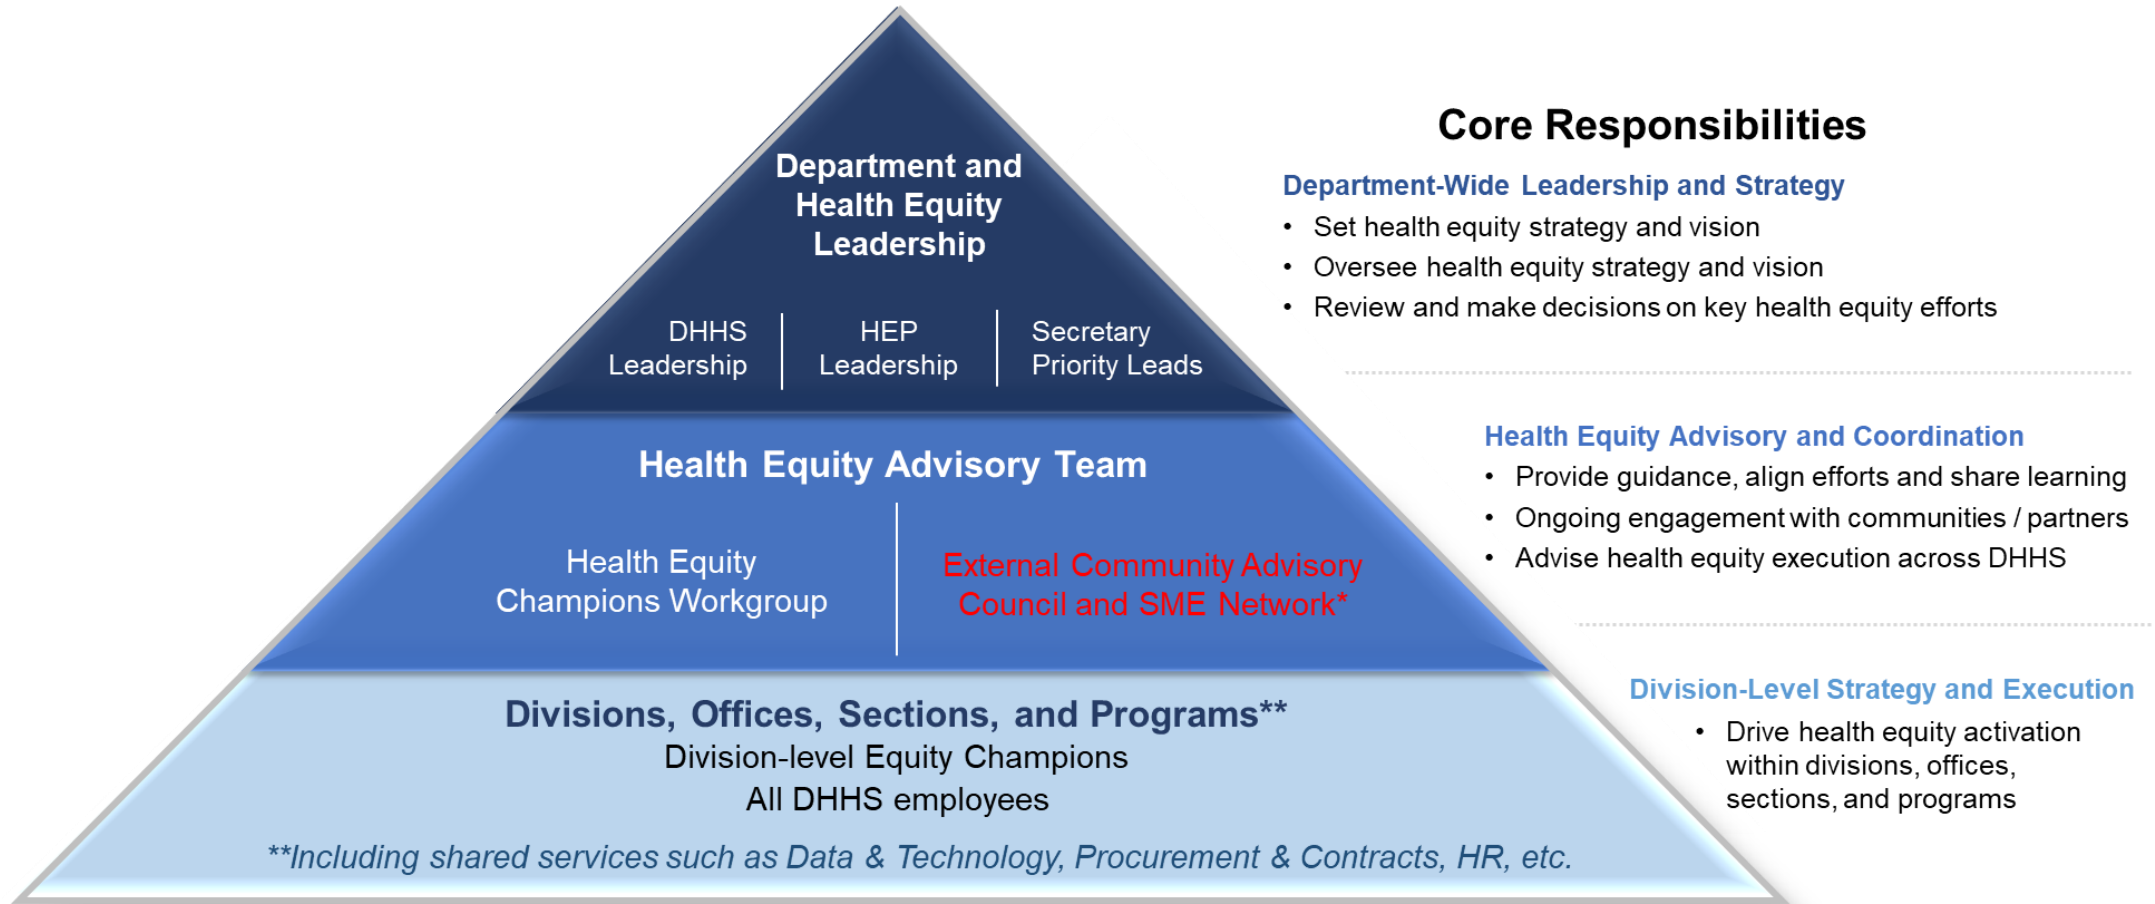 Department and
Health Equity
Leadership
DHHS
Leadership
HEP
Leadership
Secretary
Priority Leads
Health Equity Advisory Team
Health Equity
Champions Workgroup
External Community Advisory
Council and SME Network*
Divisions, Offices, Sections, and Programs**
Division-level Equity Champions
All DHHS employees
**Including shared services such as Data & Technology, Procurement & Contracts, HR, etc.
Core Responsibilities
Department-Wide Leadership and Strategy
• Set health equity strategy and vision
• Oversee health equity strategy and vision
• Review and make decisions on key health equity efforts
Health Equity Advisory and Coordination
• Provide guidance, align efforts and share learning
• Ongoing engagement with communities / partners
• Advise health equity execution across DHHS
Division-Level Strategy and Execution
• Drive health equity activation
within divisions, offices,
sections, and programs